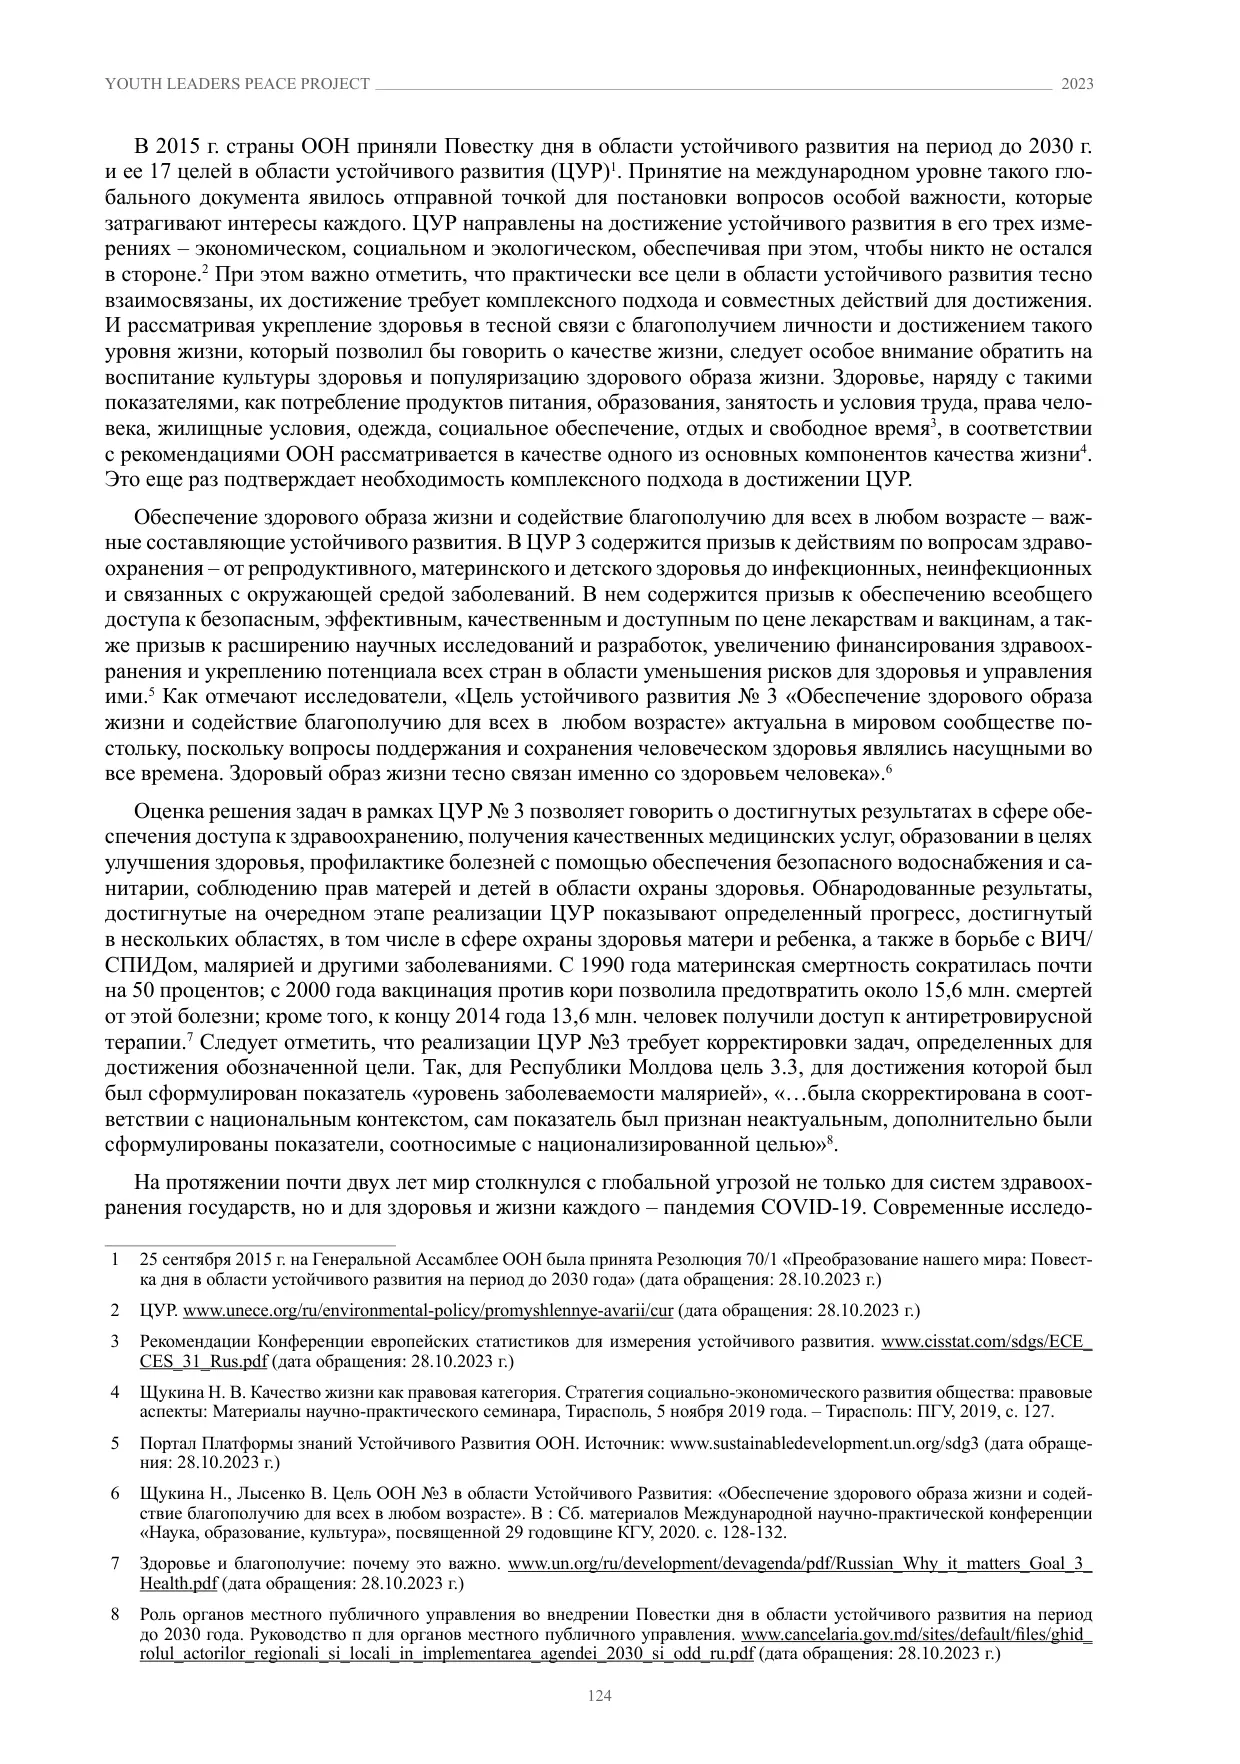 YOUTH LEADERS PEACE PROJECT 2023
В 2015 г. страны ООН приняли Повестку дня в области устойчивого развития на период до 2030 г.
и ее 17 целей в области устойчивого развития (ЦУР)1. Принятие на международном уровне такого гло-
бального документа явилось отправной точкой для постановки вопросов особой важности, которые
затрагивают интересы каждого. ЦУР направлены на достижение устойчивого развития в его трех изме-
рениях – экономическом, социальном и экологическом, обеспечивая при этом, чтобы никто не остался
в стороне.2 При этом важно отметить, что практически все цели в области устойчивого развития тесно
взаимосвязаны, их достижение требует комплексного подхода и совместных действий для достижения.
И рассматривая укрепление здоровья в тесной связи с благополучием личности и достижением такого
уровня жизни, который позволил бы говорить о качестве жизни, следует особое внимание обратить на
воспитание культуры здоровья и популяризацию здорового образа жизни. Здоровье, наряду с такими
показателями, как потребление продуктов питания, образования, занятость и условия труда, права чело-
века, жилищные условия, одежда, социальное обеспечение, отдых и свободное время3, в соответствии
с рекомендациями ООН рассматривается в качестве одного из основных компонентов качества жизни4.
Это еще раз подтверждает необходимость комплексного подхода в достижении ЦУР.
Обеспечение здорового образа жизни и содействие благополучию для всех в любом возрасте – важ-
ные составляющие устойчивого развития. В ЦУР 3 содержится призыв к действиям по вопросам здраво-
охранения – от репродуктивного, материнского и детского здоровья до инфекционных, неинфекционных
и связанных с окружающей средой заболеваний. В нем содержится призыв к обеспечению всеобщего
доступа к безопасным, эффективным, качественным и доступным по цене лекарствам и вакцинам, а так-
же призыв к расширению научных исследований и разработок, увеличению финансирования здравоох-
ранения и укреплению потенциала всех стран в области уменьшения рисков для здоровья и управления
ими.5 Как отмечают исследователи, «Цель устойчивого развития № 3 «Обеспечение здорового образа
жизни и содействие благополучию для всех в любом возрасте» актуальна в мировом сообществе по-
стольку, поскольку вопросы поддержания и сохранения человеческом здоровья являлись насущными во
все времена. Здоровый образ жизни тесно связан именно со здоровьем человека».6
Оценка решения задач в рамках ЦУР № 3 позволяет говорить о достигнутых результатах в сфере обе-
спечения доступа к здравоохранению, получения качественных медицинских услуг, образовании в целях
улучшения здоровья, профилактике болезней с помощью обеспечения безопасного водоснабжения и са-
нитарии, соблюдению прав матерей и детей в области охраны здоровья. Обнародованные результаты,
достигнутые на очередном этапе реализации ЦУР показывают определенный прогресс, достигнутый
в нескольких областях, в том числе в сфере охраны здоровья матери и ребенка, а также в борьбе с ВИЧ/
СПИДом, малярией и другими заболеваниями. С 1990 года материнская смертность сократилась почти
на 50 процентов; с 2000 года вакцинация против кори позволила предотвратить около 15,6 млн. смертей
от этой болезни; кроме того, к концу 2014 года 13,6 млн. человек получили доступ к антиретровирусной
терапии.7 Следует отметить, что реализации ЦУР №3 требует корректировки задач, определенных для
достижения обозначенной цели. Так, для Республики Молдова цель 3.3, для достижения которой был
был сформулирован показатель «уровень заболеваемости малярией», «…была скорректирована в соот-
ветствии с национальным контекстом, сам показатель был признан неактуальным, дополнительно были
сформулированы показатели, соотносимые с национализированной целью»8.
На протяжении почти двух лет мир столкнулся с глобальной угрозой не только для систем здравоох-
ранения государств, но и для здоровья и жизни каждого – пандемия COVID-19. Современные исследо-
1 25 сентября 2015 г. на Генеральной Ассамблее ООН была принята Резолюция 70/1 «Преобразование нашего мира: Повест-
ка дня в области устойчивого развития на период до 2030 года» (дата обращения: 28.10.2023 г.)
2 ЦУР. www.unece.org/ru/environmental-policy/promyshlennye-avarii/cur (дата обращения: 28.10.2023 г.)
3 Рекомендации Конференции европейских статистиков для измерения устойчивого развития. www.cisstat.com/sdgs/ECE_
CES_31_Rus.pdf (дата обращения: 28.10.2023 г.)
4 Щукина Н. В. Качество жизни как правовая категория. Стратегия социально-экономического развития общества: правовые
аспекты: Материалы научно-практического семинара, Тирасполь, 5 ноября 2019 года. – Тирасполь: ПГУ, 2019, с. 127.
5 Портал Платформы знаний Устойчивого Развития ООН. Источник: www.sustainabledevelopment.un.org/sdg3 (дата обраще-
ния: 28.10.2023 г.)
6 Щукина Н., Лысенко В. Цель ООН №3 в области Устойчивого Развития: «Обеспечение здорового образа жизни и содей-
ствие благополучию для всех в любом возрасте». В : Сб. материалов Международной научно-практической конференции
«Наука, образование, культура», посвященной 29 годовщине КГУ, 2020. с. 128-132.
7 Здоровье и благополучие: почему это важно. www.un.org/ru/development/devagenda/pdf/Russian_Why_it_matters_Goal_3_
Health.pdf (дата обращения: 28.10.2023 г.)
8 Роль органов местного публичного управления во внедрении Повестки дня в области устойчивого развития на период
до 2030 года. Руководство п для органов местного публичного управления. www.cancelaria.gov.md/sites/default/files/ghid_
rolul_actorilor_regionali_si_locali_in_implementarea_agendei_2030_si_odd_ru.pdf (дата обращения: 28.10.2023 г.)
124